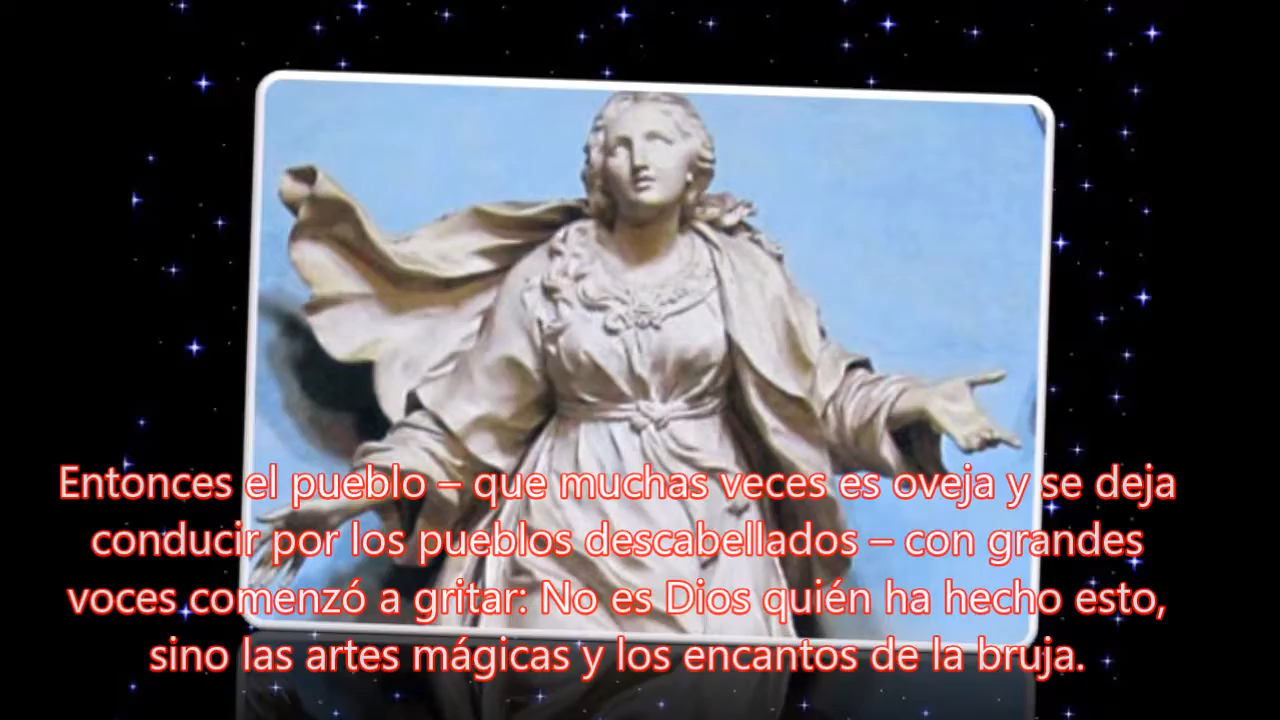 Entonces el pueblo – que muchas veces es oveja y se deja
conducir por los pueblos descabellados – con grandes
voces comenzó a gritar: No es Dios quién ha hecho esto,
sino las artes mágicas y los encantos de la bruja.